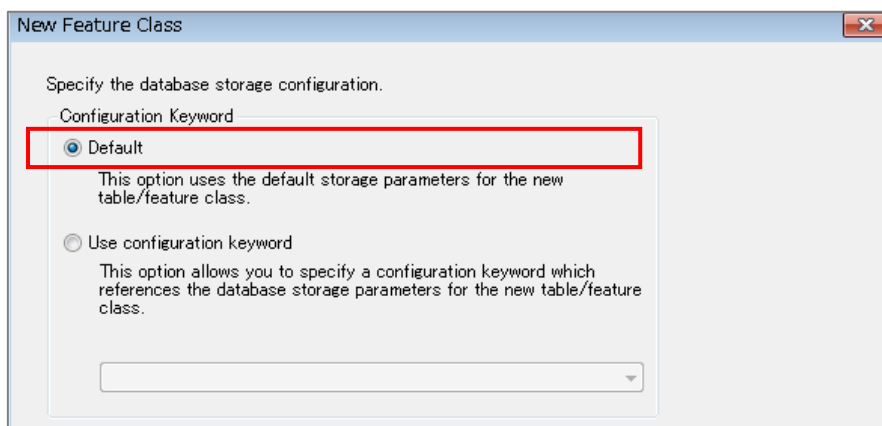 New Feature Class
Specify the database storage configuration.
Configuration Keyword
Default
This option uses the default storage parameters for the new
table/feature class.
Use configuration keyword
This option allows you to specify a configuration keyword which
references the database storage parameters for the new table/feature
class.